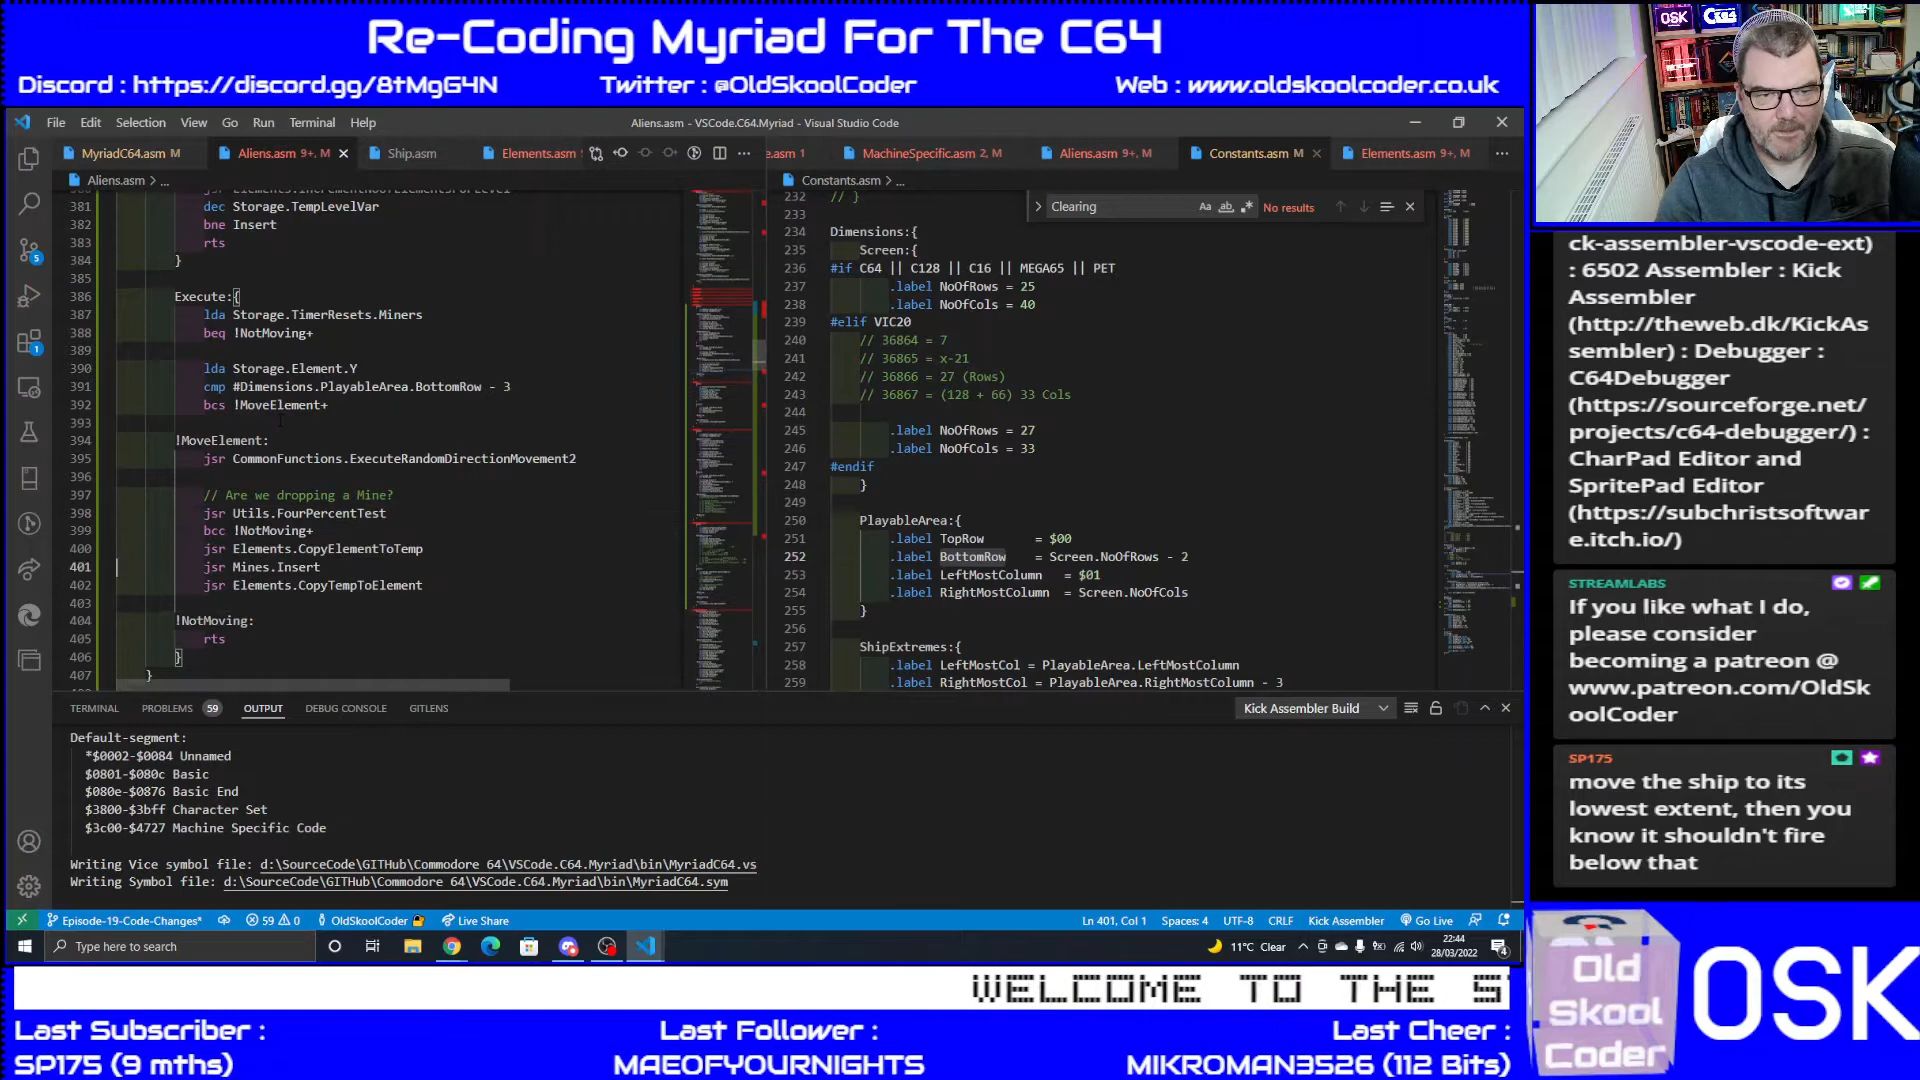 Re-Coding Myriad For The C64
Discord : https://discord.gg/8tMgG4N
Twitter : @OldSkoolCoder
Web : www.oldskoolcoder.co.uk
File Edit Selection View Go Run Terminal Help
Aliens.asm - VSCode.C64.Myriad - Visual Studio Code
MyriadC64.asm M
Aliens.asm 9+, M
Ship.asm
Elements.asm 9+
e.asm 1
MachineSpecific.asm 2, M
Aliens.asm 9+, M
Constants.asm M
Elements.asm 9+, M
Aliens.asm > ...
381 dec Storage.TempLevelVar
382 bne Insert
383 rts
384 }
385
386 Execute:{
387 lda Storage.TimerResets.Miners
388 beq !NotMoving+
389
390 lda Storage.Element.Y
391 cmp #Dimensions.PlayableArea.BottomRow - 3
392 bcs !MoveElement+
393
394 !MoveElement:
395 jsr CommonFunctions.ExecuteRandomDirectionMovement2
396
397 // Are we dropping a Mine?
398 jsr Utils.FourPercentTest
399 bcc !NotMoving+
400 jsr Elements.CopyElementToTemp
401 jsr Mines.Insert
402 jsr Elements.CopyTempToElement
403
404 !NotMoving:
405 rts
406 }
407 }
Constants.asm > ...
Clearing
Aa ab .*
No results
232 // }
233
234 Dimensions:{
235 Screen:{
236 #if C64 || C128 || C16 || MEGA65 || PET
237 .label NoOfRows = 25
238 .label NoOfCols = 40
239 #elif VIC20
240 // 36864 = 7
241 // 36865 = x-21
242 // 36866 = 27 (Rows)
243 // 36867 = (128 + 66) 33 Cols
244
245 .label NoOfRows = 27
246 .label NoOfCols = 33
247 #endif
248 }
249
250 PlayableArea:{
251 .label TopRow = $00
252 .label BottomRow = Screen.NoOfRows - 2
253 .label LeftMostColumn = $01
254 .label RightMostColumn = Screen.NoOfCols
255 }
256
257 ShipExtremes:{
258 .label LeftMostCol = PlayableArea.LeftMostColumn
259 .label RightMostCol = PlayableArea.RightMostColumn - 3
TERMINAL PROBLEMS 59 OUTPUT DEBUG CONSOLE GITLENS
Kick Assembler Build
Default-segment:
*$0002-$0084 Unnamed
$0801-$080c Basic
$080e-$0876 Basic End
$3800-$3bff Character Set
$3c00-$4727 Machine Specific Code
Writing Vice symbol file: d:\SourceCode\GITHub\Commodore 64\VSCode.C64.Myriad\bin\MyriadC64.vs
Writing Symbol file: d:\SourceCode\GITHub\Commodore 64\VSCode.C64.Myriad\bin\MyriadC64.sym
Episode-19-Code-Changes* 59 0 OldSkoolCoder Live Share
Ln 401, Col 1 Spaces: 4 UTF-8 CRLF Kick Assembler Go Live
Type here to search
11°C Clear
22:44
28/03/2022
WELCOME TO THE S
Last Subscriber :
SP175 (9 mths)
Last Follower :
MAEOFYOURNIGHTS
Last Cheer :
MIKROMAN3526 (112 Bits)
OSK
ck-assembler-vscode-ext)
: 6502 Assembler : Kick
Assembler
(http://theweb.dk/KickAs
sembler) : Debugger :
C64Debugger
(https://sourceforge.net/
projects/c64-debugger/) :
CharPad Editor and
SpritePad Editor
(https://subchristsoftwar
e.itch.io/)
STREAMLABS
If you like what I do,
please consider
becoming a patreon @
www.patreon.com/OldSk
oolCoder
SP175
move the ship to its
lowest extent, then you
know it shouldn't fire
below that
Old
Skool
Coder
OSK